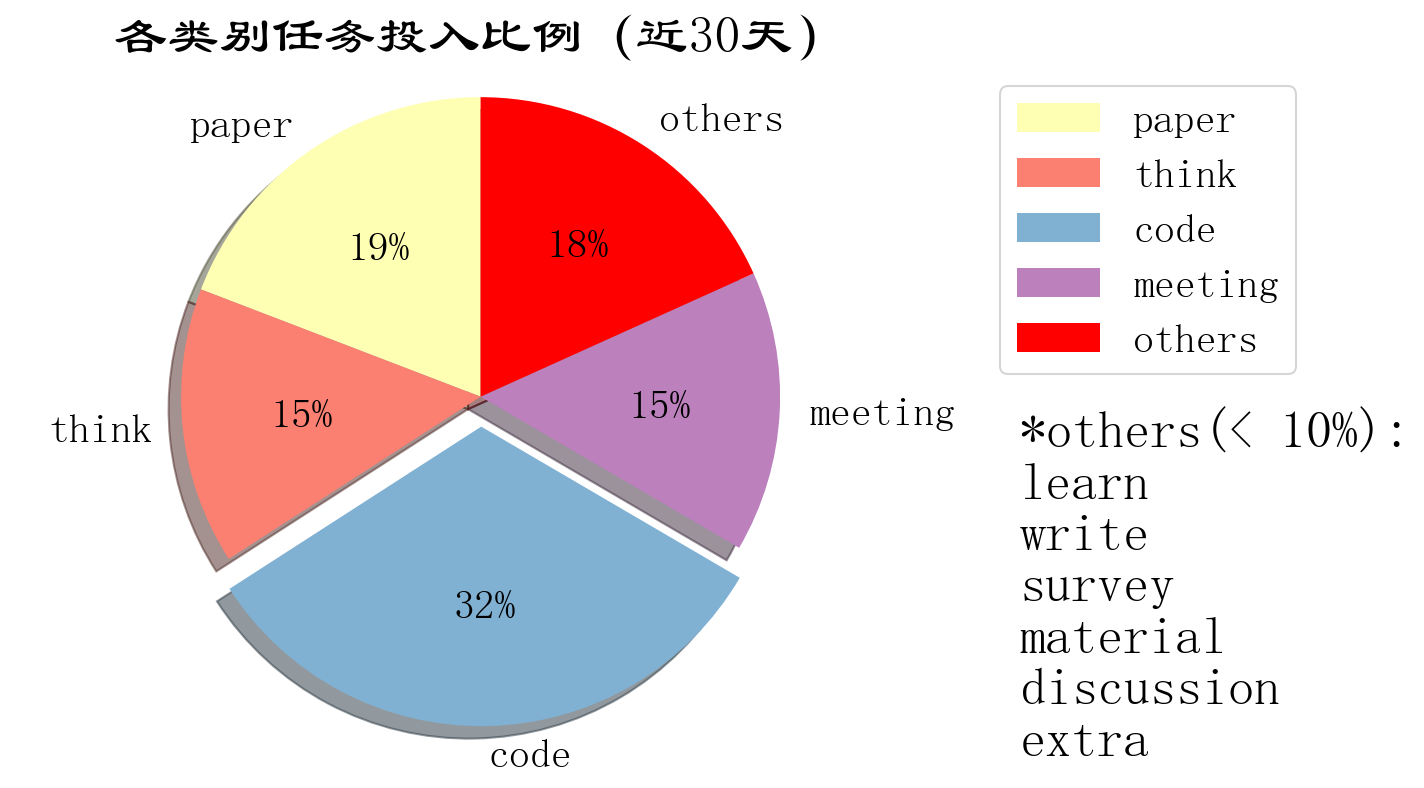 各类别任务投入比例 (近30天)
paper
others
19%
18%
think
15%
15%
meeting
32%
code
paper
think
code
meeting
others
*others(< 10%):
learn
write
survey
material
discussion
extra